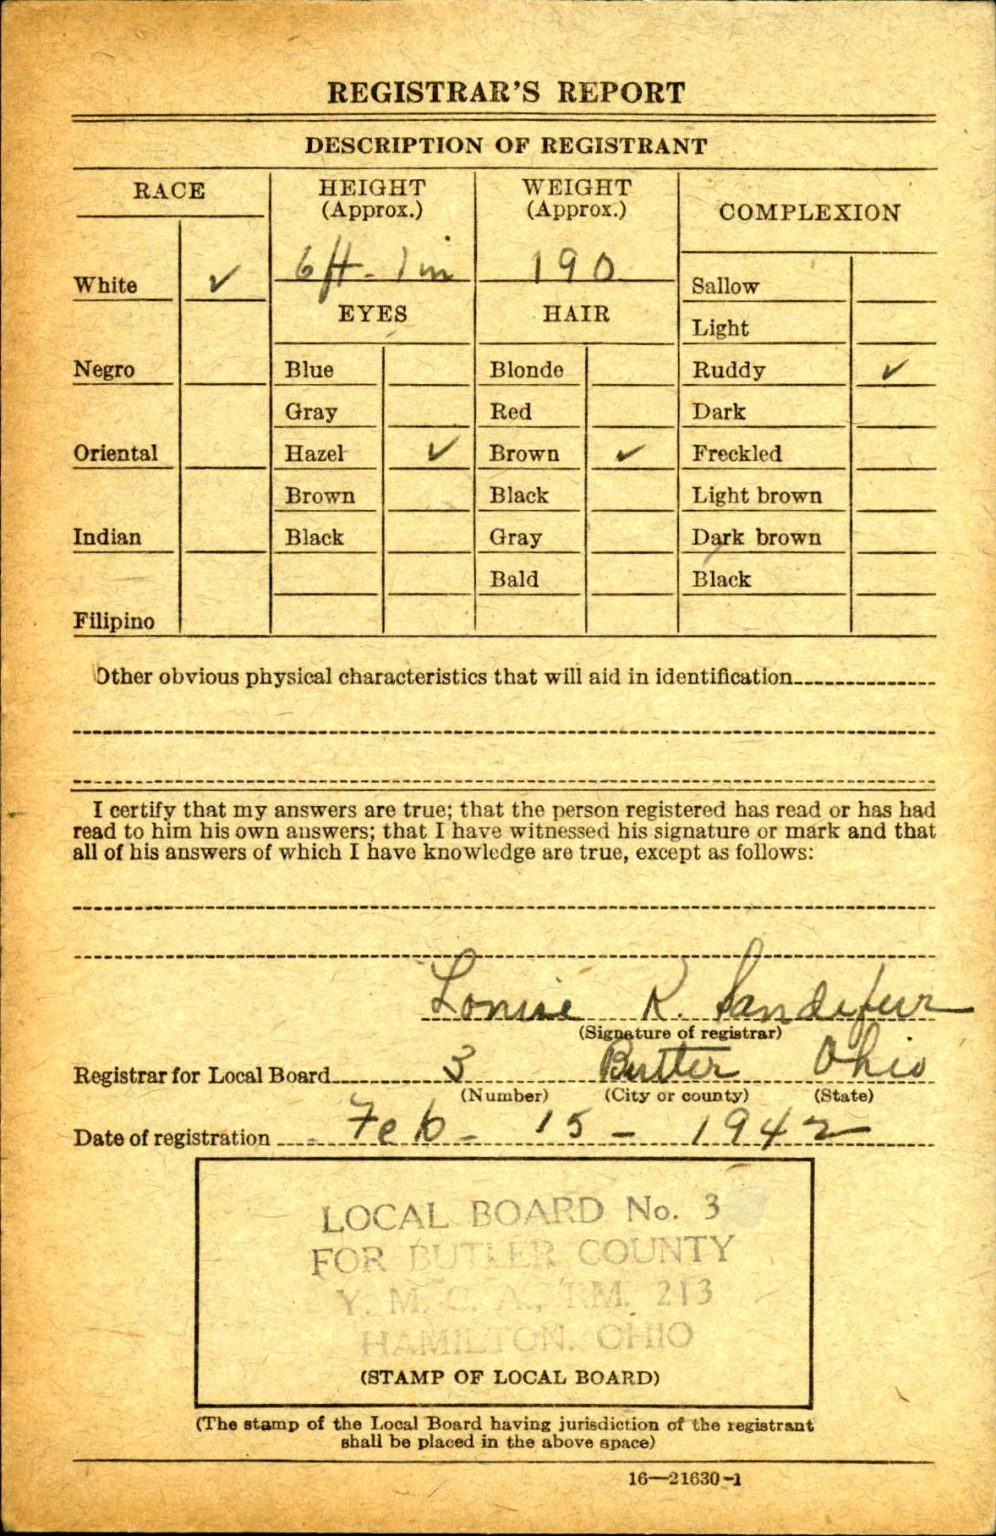 REGISTRAR'S REPORT
DESCRIPTION OF REGISTRANT
RACE
White ✓
Negro
Oriental
Indian
Filipino
HEIGHT
(Approx.)
6 ft - 1 in
EYES
Blue
Gray
Hazel ✓
Brown
Black
WEIGHT
(Approx.)
190
HAIR
Blonde
Red
Brown ✓
Black
Gray
Bald
COMPLEXION
Sallow
Light
Ruddy ✓
Dark
Freckled
Light brown
Dark brown
Black
Other obvious physical characteristics that will aid in identification
I certify that my answers are true; that the person registered has read or has had
read to him his own answers; that I have witnessed his signature or mark and that
all of his answers of which I have knowledge are true, except as follows:
Louise K. Sandefur
(Signature of registrar)
Registrar for Local Board 3 Butler Ohio
(Number) (City or county) (State)
Date of registration Feb - 15 - 1942
LOCAL BOARD No. 3
FOR BUTLER COUNTY
Y. M. C. A., RM. 213
HAMILTON, OHIO
(STAMP OF LOCAL BOARD)
(The stamp of the Local Board having jurisdiction of the registrant
shall be placed in the above space)
16—21630-1